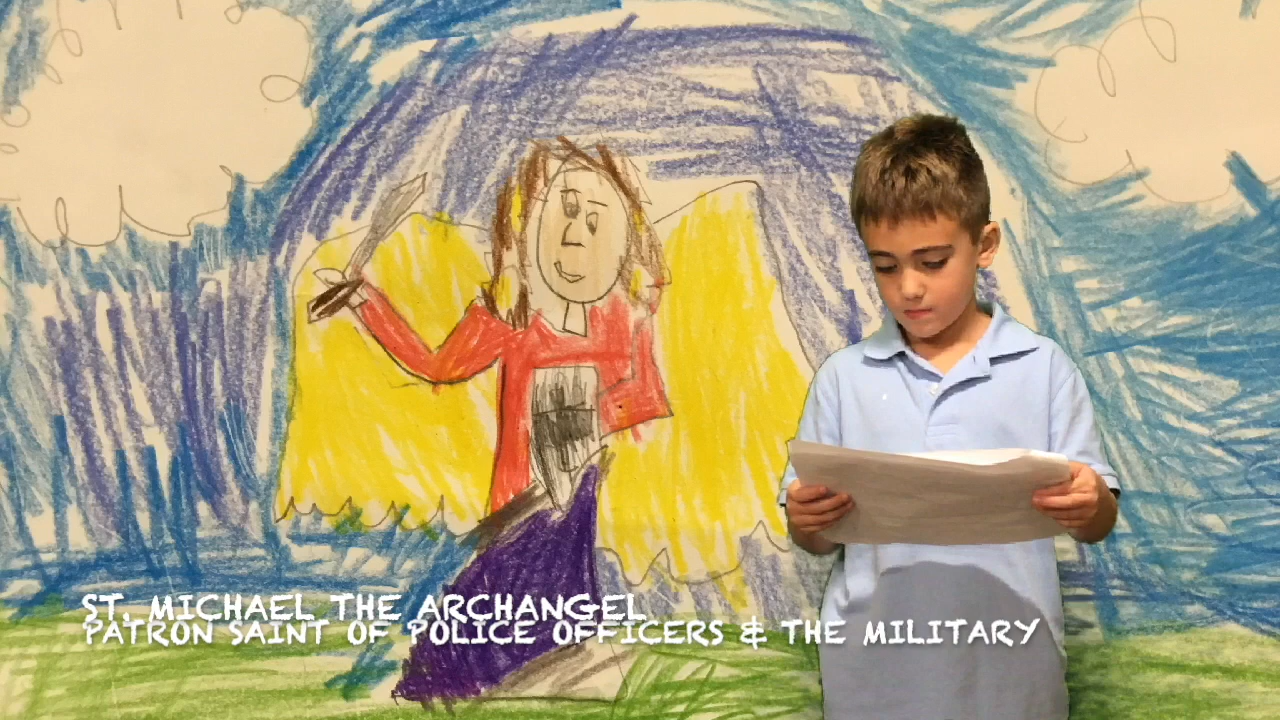 ST. MICHAEL THE ARCHANGEL
PATRON SAINT OF POLICE OFFICERS & THE MILITARY